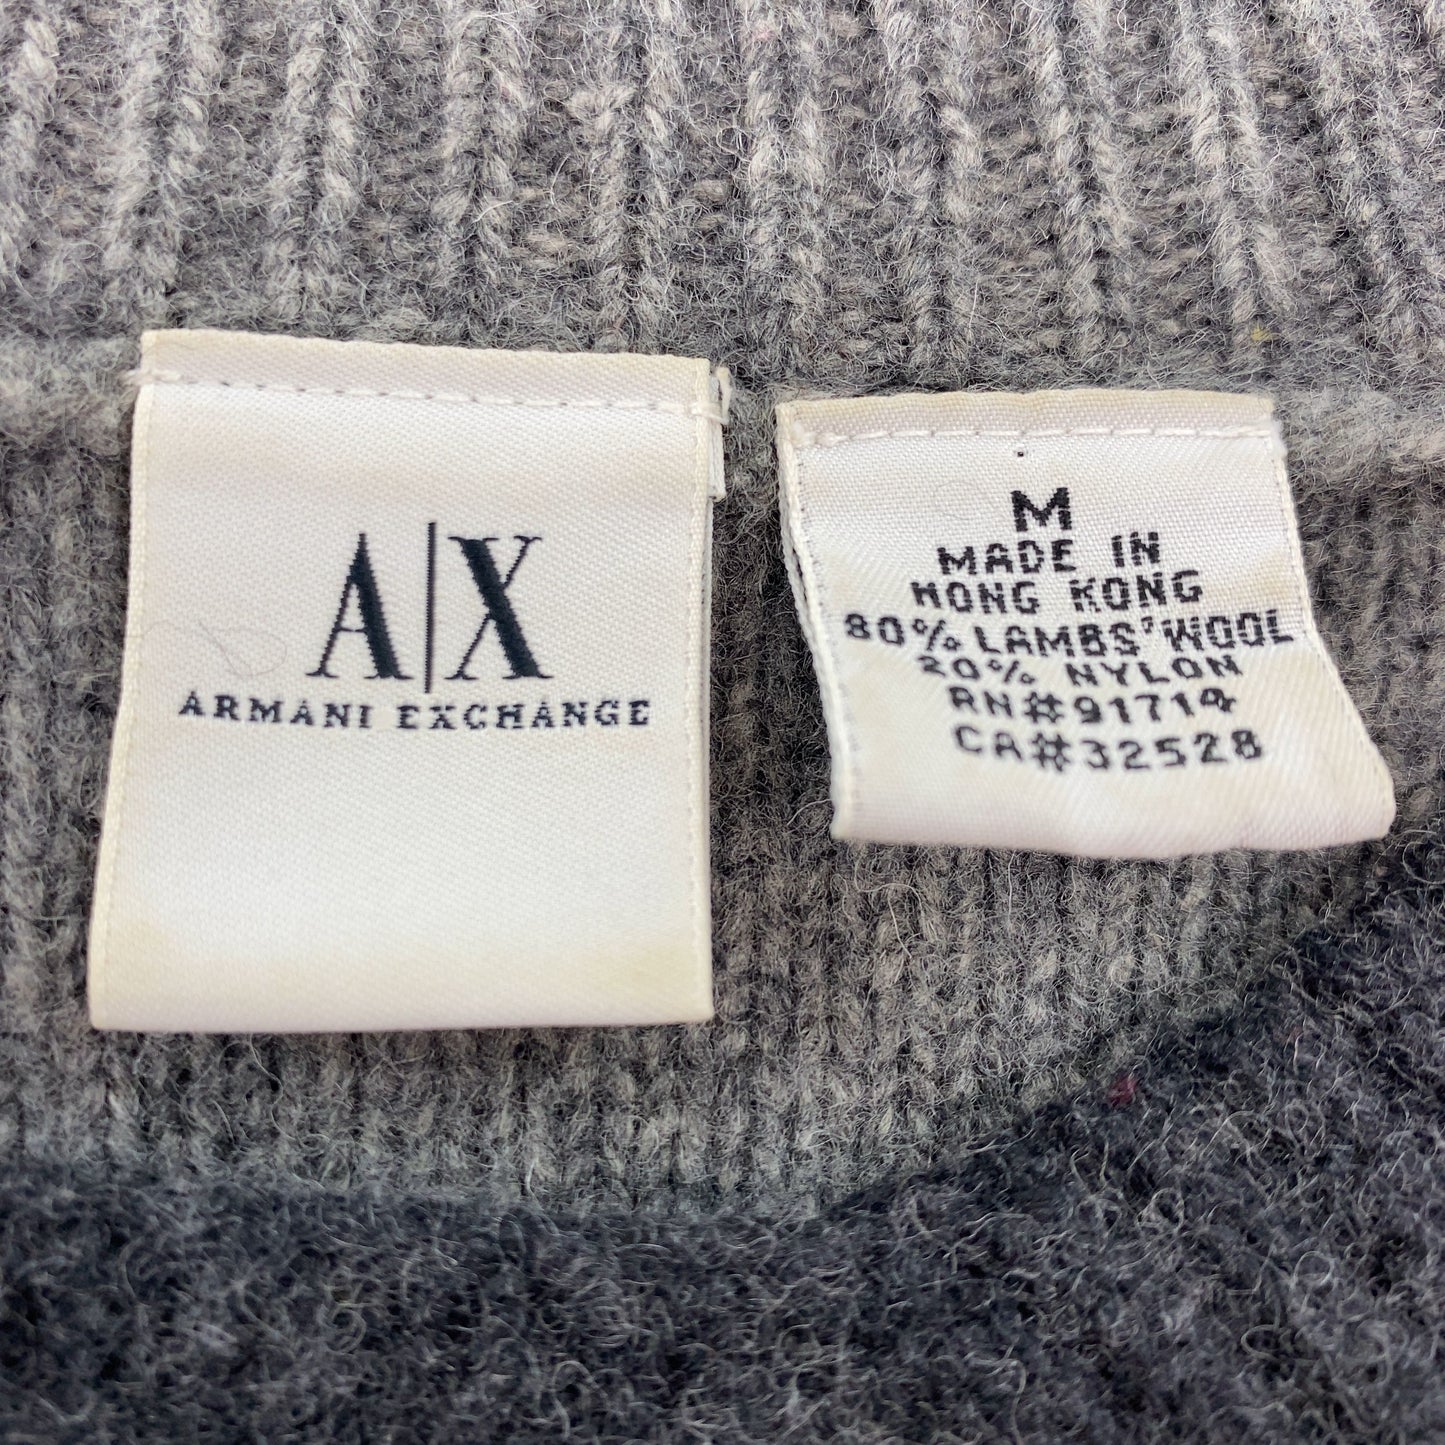 A|X
ARMANI EXCHANGE
M
MADE IN
HONG KONG
80% LAMBS' WOOL
20% NYLON
RN#91714
CA#32528